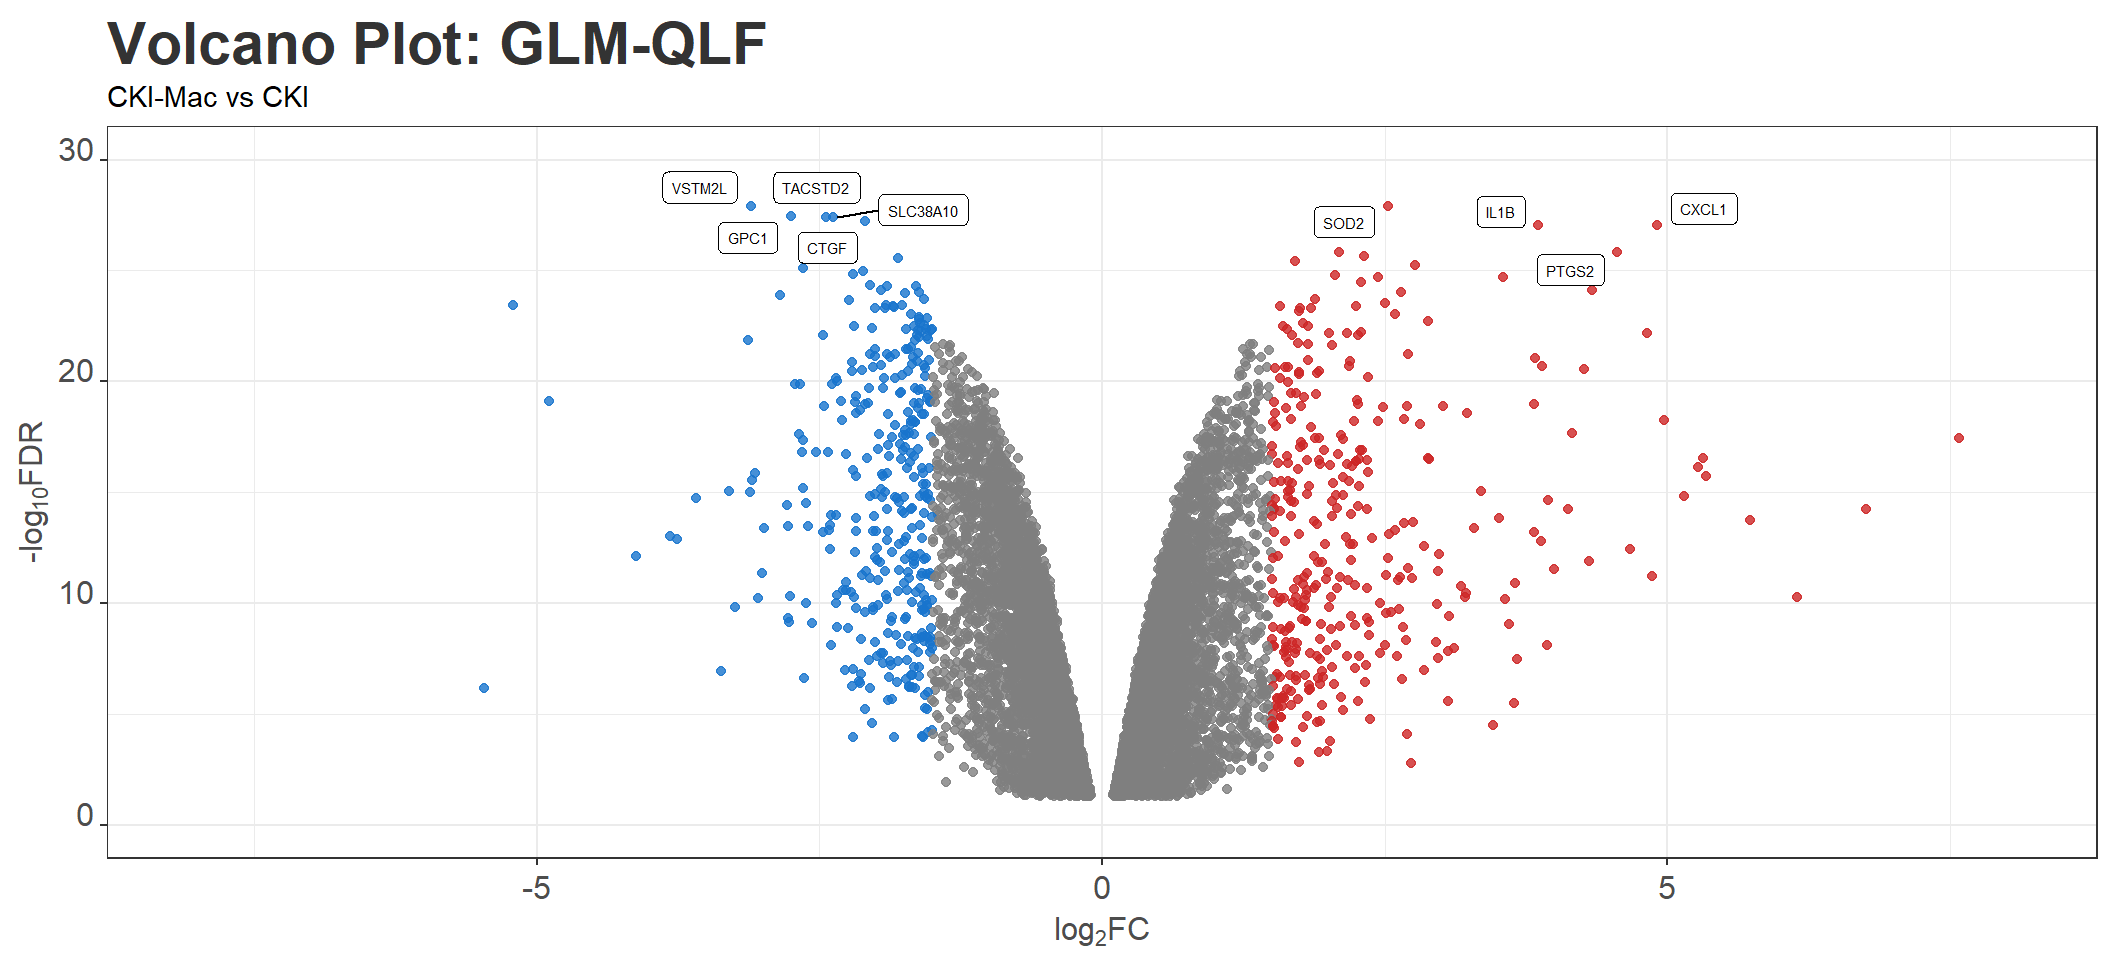 Volcano Plot: GLM-QLF
CKI-Mac vs CKI
30
20
10
0
-log10FDR
VSTM2L
TACSTD2
SLC38A10
GPC1
CTGF
SOD2
IL1B
CXCL1
PTGS2
-5
0
5
log2FC